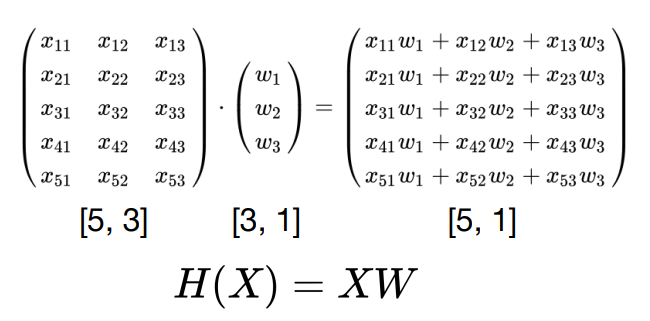 x11 x12 x13
x21 x22 x23
x31 x32 x33
x41 x42 x43
x51 x52 x53
·
w1
w2
w3
=
x11w1 + x12w2 + x13w3
x21w1 + x22w2 + x23w3
x31w1 + x32w2 + x33w3
x41w1 + x42w2 + x43w3
x51w1 + x52w2 + x53w3
[5, 3] [3, 1] [5, 1]
H(X) = XW